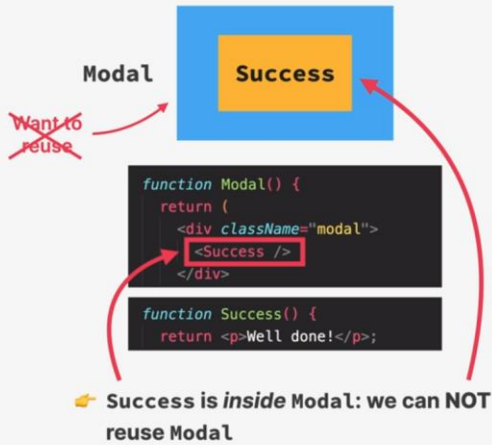 Modal
Success
Want to
reuse
function Modal() {
return (
<div className="modal">
<Success />
</div>
function Success() {
return <p>Well done!</p>;
👉 Success is inside Modal: we can NOT
reuse Modal